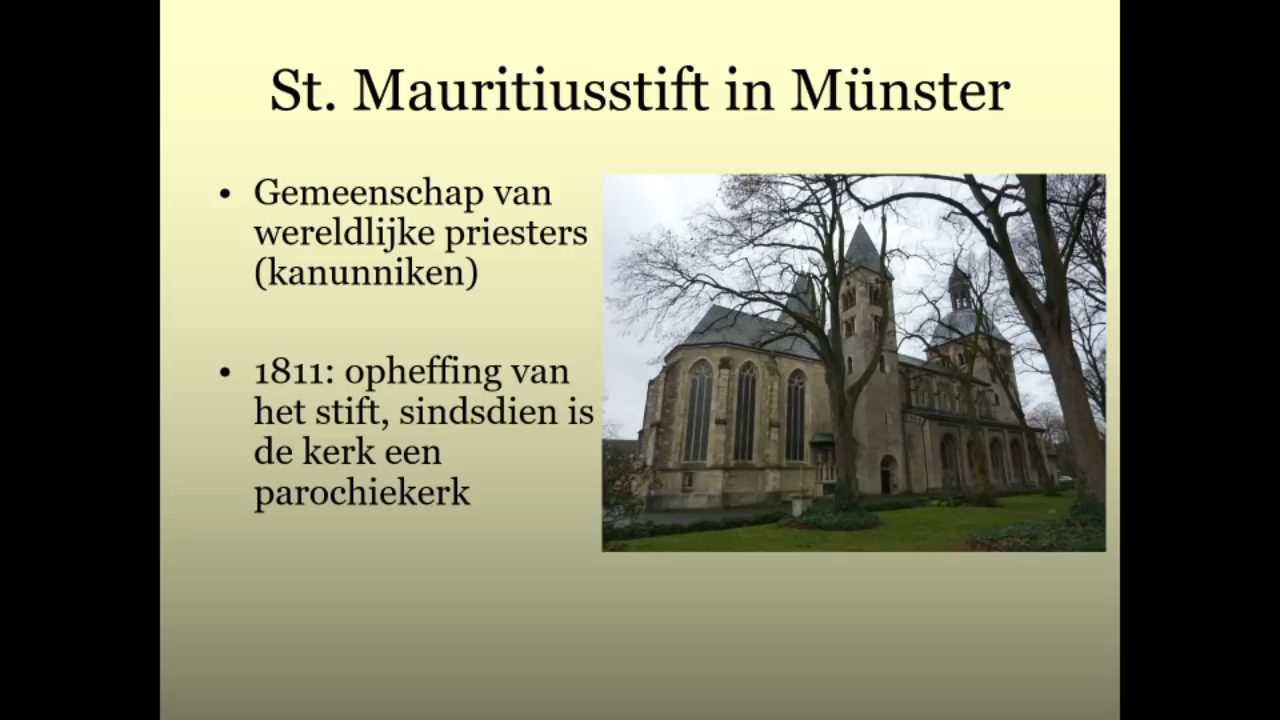 St. Mauritiusstift in Münster
• Gemeenschap van
wereldlijke priesters
(kanunniken)
• 1811: opheffing van
het stift, sindsdien is
de kerk een
parochiekerk